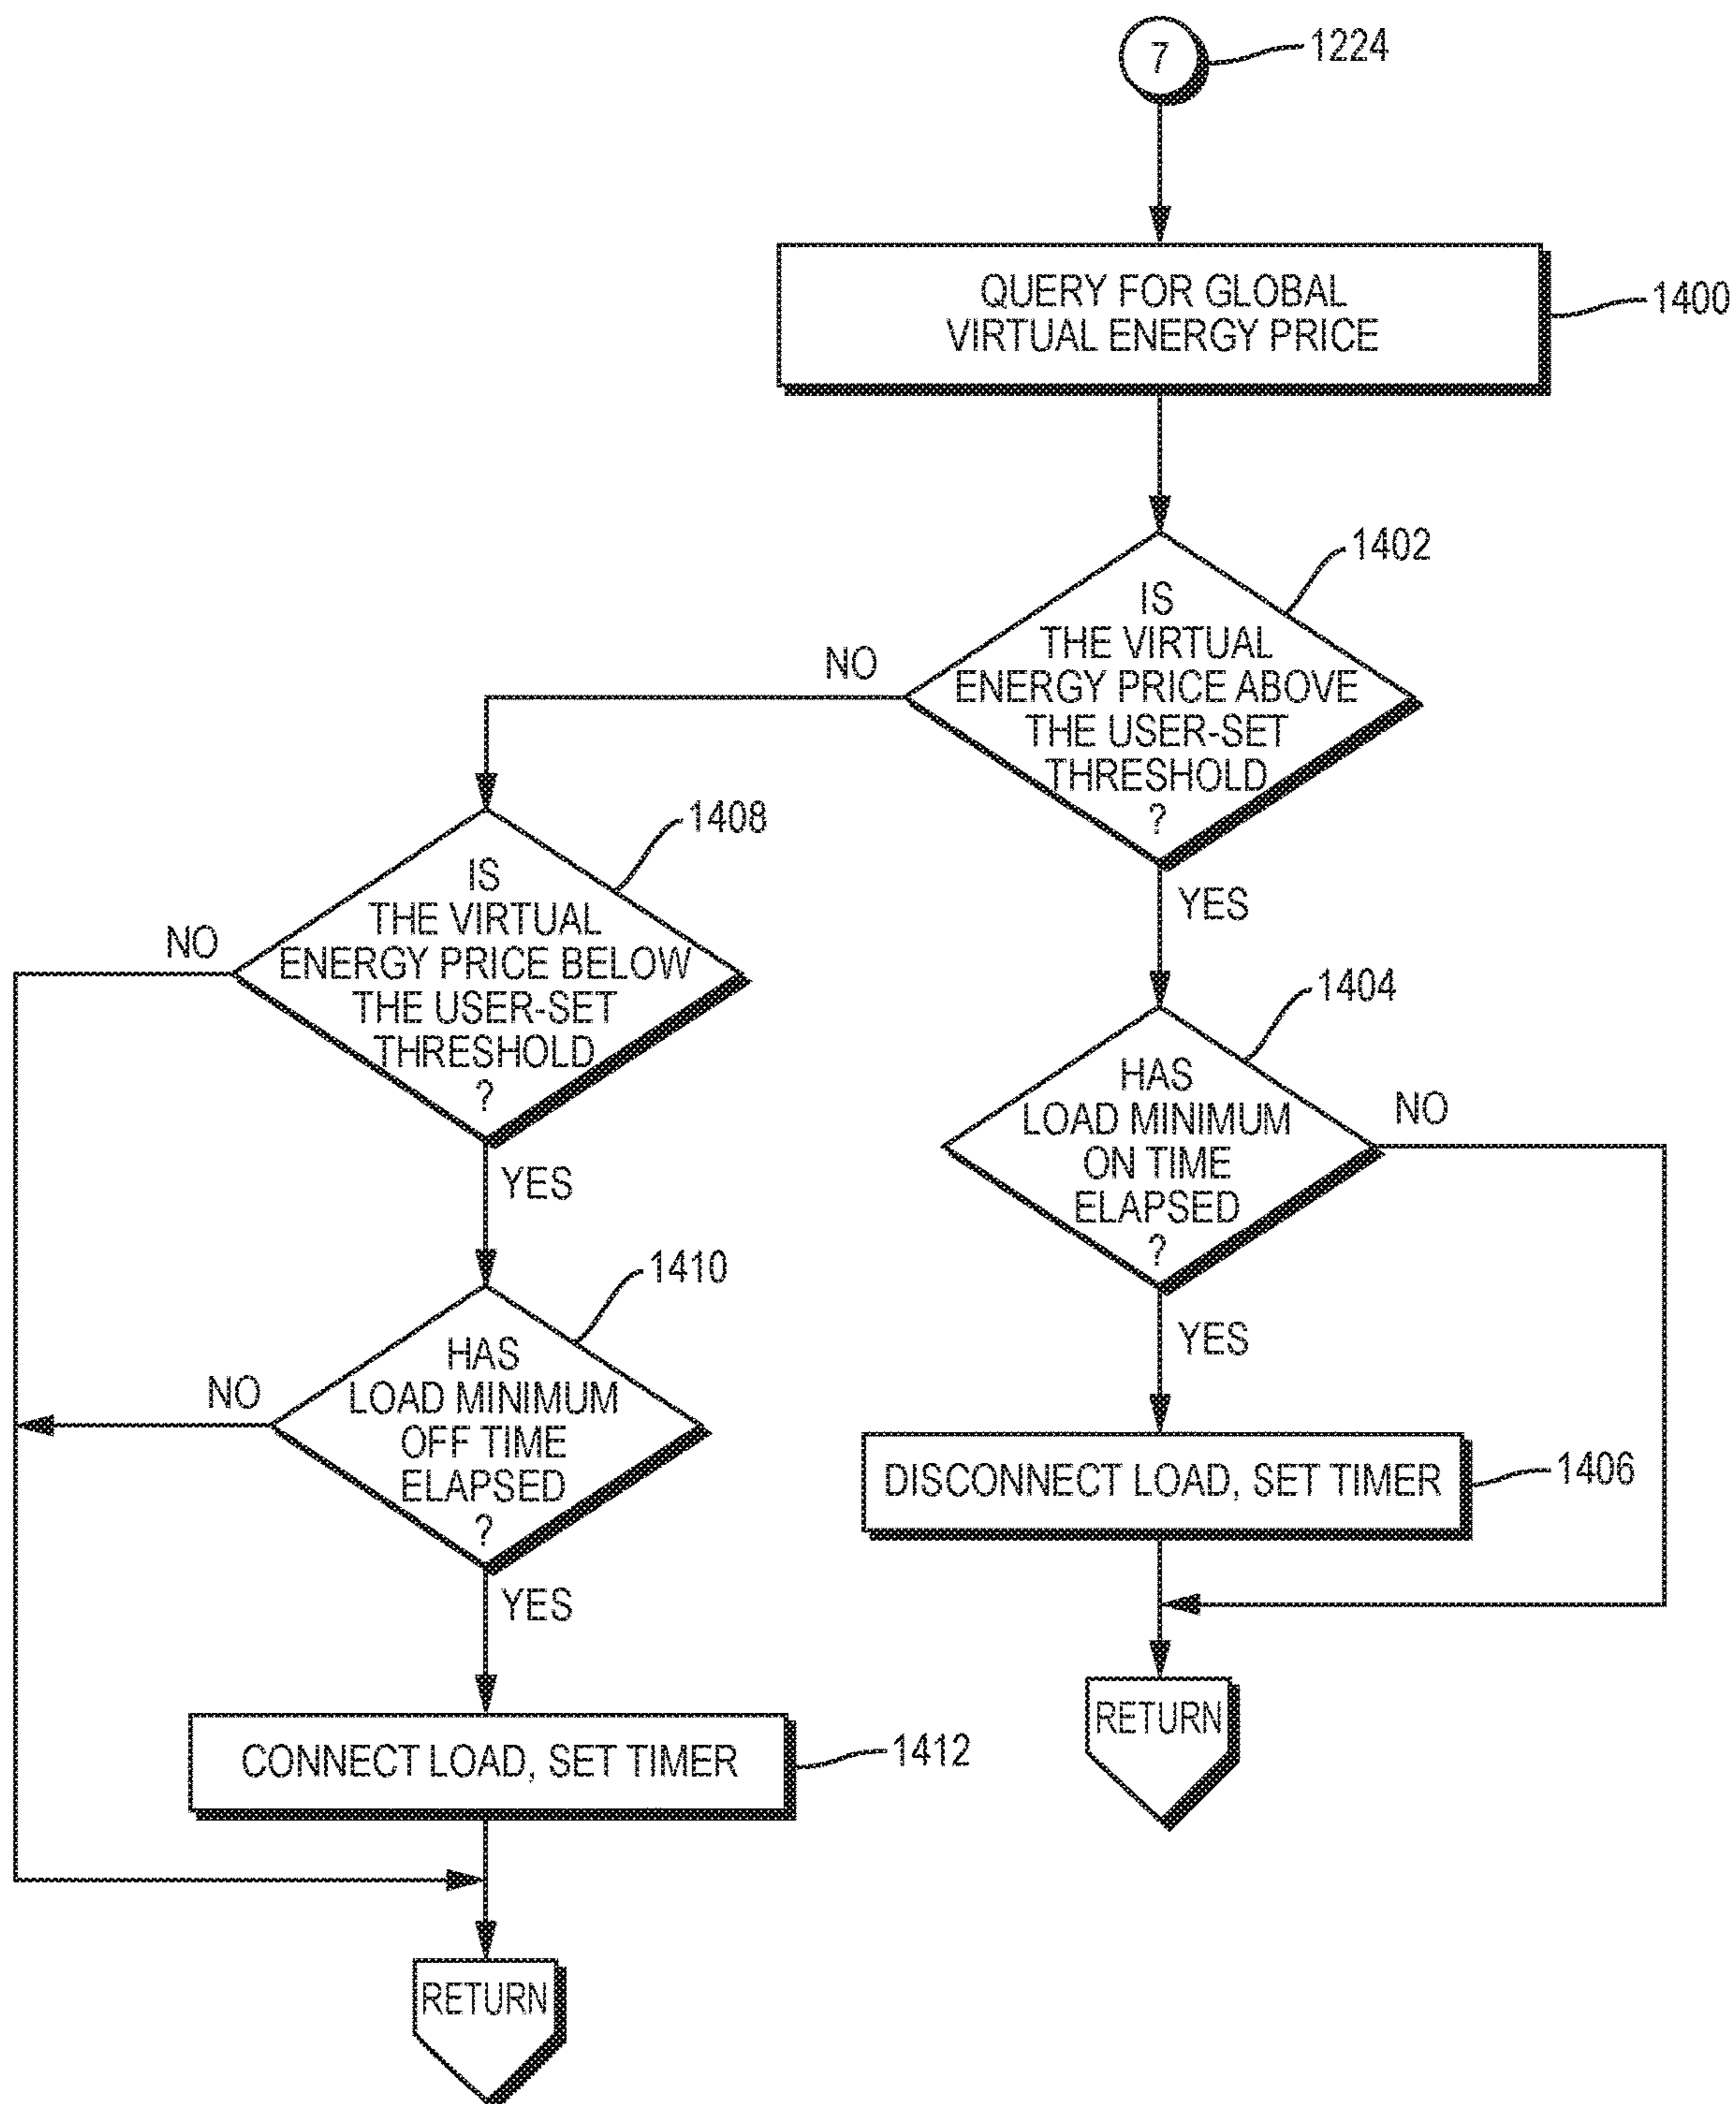 7
1224
QUERY FOR GLOBAL
VIRTUAL ENERGY PRICE
1400
1402
IS
THE VIRTUAL
ENERGY PRICE ABOVE
THE USER-SET
THRESHOLD
?
NO
YES
1408
IS
THE VIRTUAL
ENERGY PRICE BELOW
THE USER-SET
THRESHOLD
?
NO
YES
1404
HAS
LOAD MINIMUM
ON TIME
ELAPSED
?
NO
YES
1410
HAS
LOAD MINIMUM
OFF TIME
ELAPSED
?
NO
YES
DISCONNECT LOAD, SET TIMER
1406
RETURN
CONNECT LOAD, SET TIMER
1412
RETURN